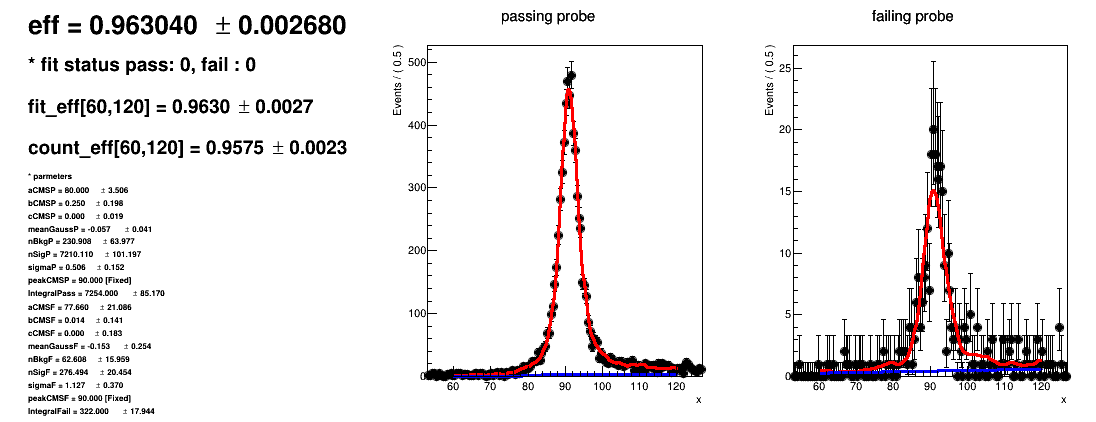 eff = 0.963040 ± 0.002680
* fit status pass: 0, fail : 0
fit_eff[60,120] = 0.9630 ± 0.0027
count_eff[60,120] = 0.9575 ± 0.0023
* parmeters
aCMSP = 80.000 ± 3.506
bCMSP = 0.250 ± 0.198
cCMSP = 0.000 ± 0.019
meanGaussP = -0.057 ± 0.041
nBkgP = 230.908 ± 63.977
nSigP = 7210.110 ± 101.197
sigmaP = 0.506 ± 0.152
peakCMSP = 90.000 [Fixed]
IntegralPass = 7254.000 ± 85.170
aCMSF = 77.660 ± 21.086
bCMSF = 0.014 ± 0.141
cCMSF = 0.000 ± 0.183
meanGaussF = -0.153 ± 0.254
nBkgF = 62.608 ± 15.959
nSigF = 276.494 ± 20.454
sigmaF = 1.127 ± 0.370
peakCMSF = 90.000 [Fixed]
IntegralFail = 322.000 ± 17.944
passing probe
Events / ( 0.5 )
500
400
300
200
100
0
60 70 80 90 100 110 120
x
failing probe
Events / ( 0.5 )
25
20
15
10
5
0
60 70 80 90 100 110 120
x